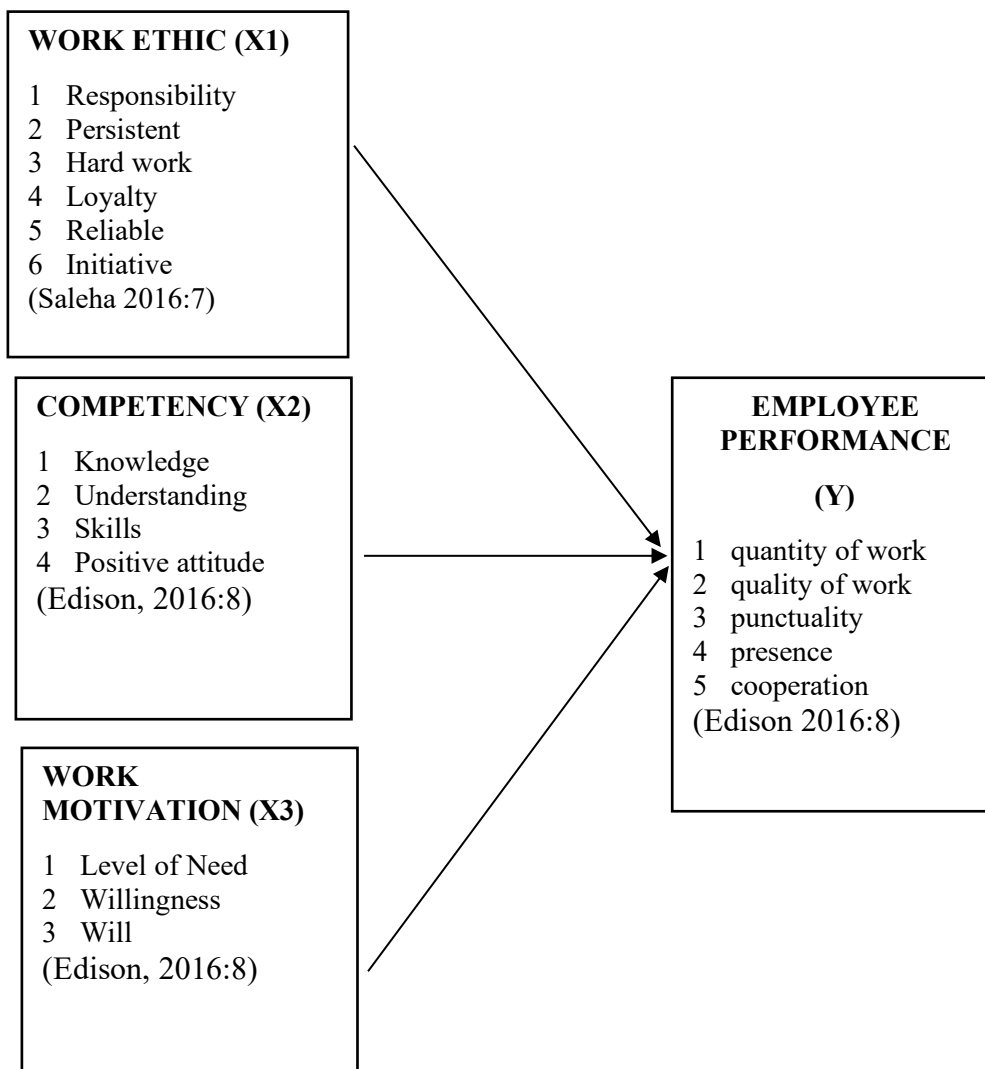 WORK ETHIC (X1)
1 Responsibility
2 Persistent
3 Hard work
4 Loyalty
5 Reliable
6 Initiative
(Saleha 2016:7)
COMPETENCY (X2)
1 Knowledge
2 Understanding
3 Skills
4 Positive attitude
(Edison, 2016:8)
WORK
MOTIVATION (X3)
1 Level of Need
2 Willingness
3 Will
(Edison, 2016:8)
EMPLOYEE
PERFORMANCE
(Y)
1 quantity of work
2 quality of work
3 punctuality
4 presence
5 cooperation
(Edison 2016:8)